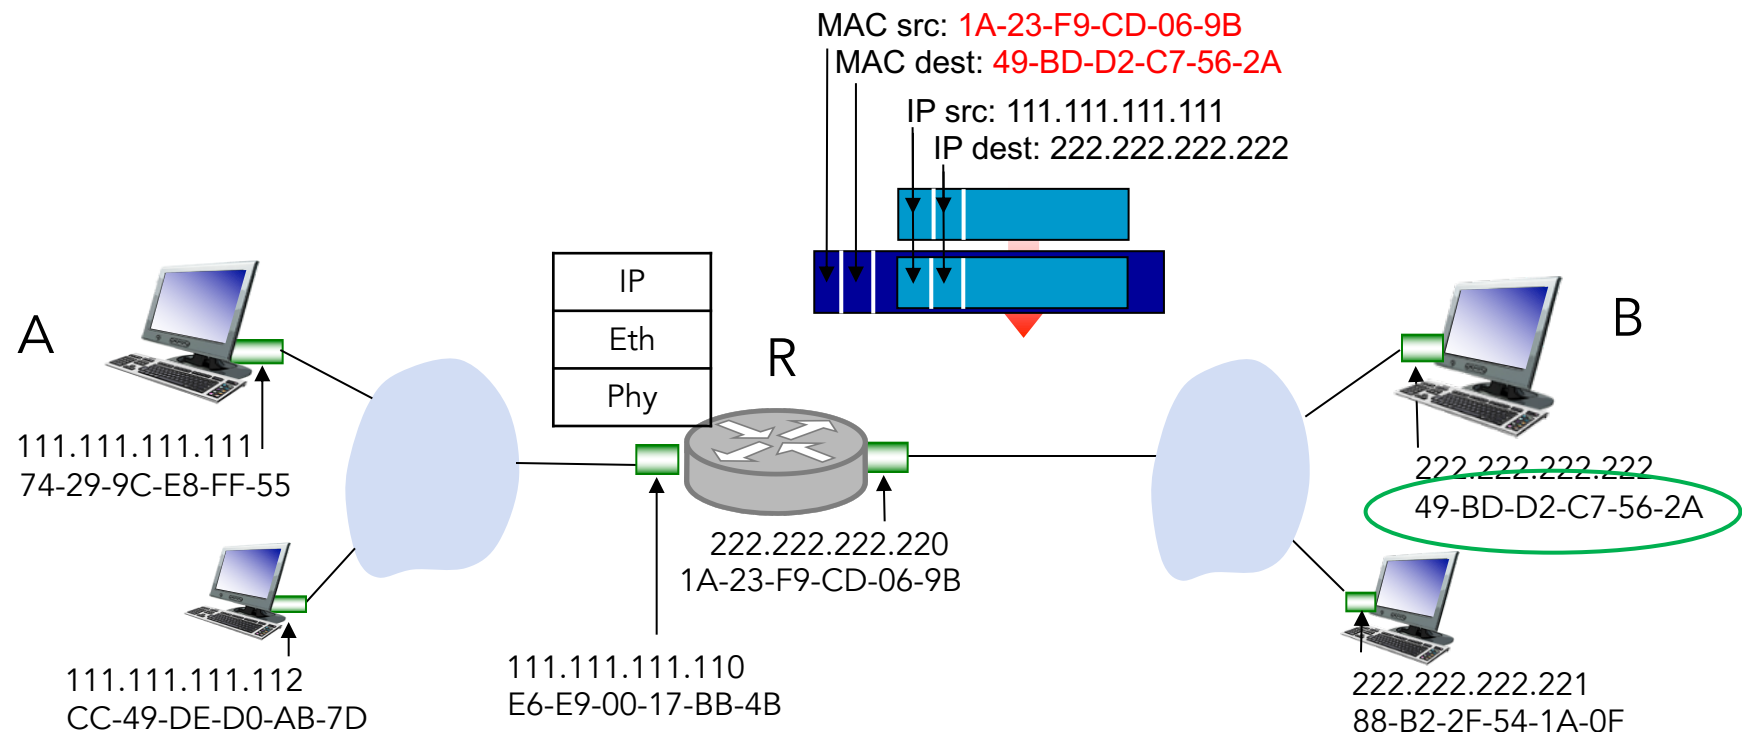 MAC src: 1A-23-F9-CD-06-9B
MAC dest: 49-BD-D2-C7-56-2A
IP src: 111.111.111.111
IP dest: 222.222.222.222
IP
Eth
Phy
A
R
B
111.111.111.111
74-29-9C-E8-FF-55
222.222.222.222
49-BD-D2-C7-56-2A
222.222.222.220
1A-23-F9-CD-06-9B
111.111.111.112
CC-49-DE-D0-AB-7D
111.111.111.110
E6-E9-00-17-BB-4B
222.222.222.221
88-B2-2F-54-1A-0F